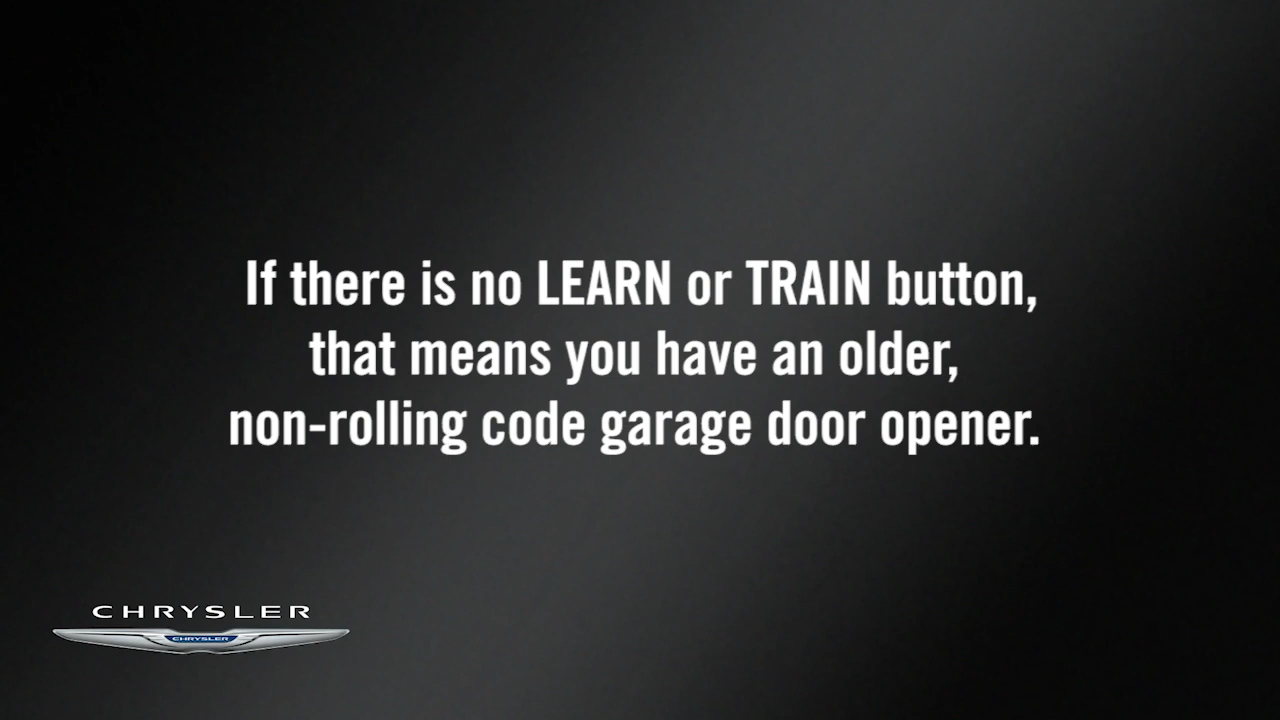 If there is no LEARN or TRAIN button,
that means you have an older,
non-rolling code garage door opener.
CHRYSLER
CHRYSLER